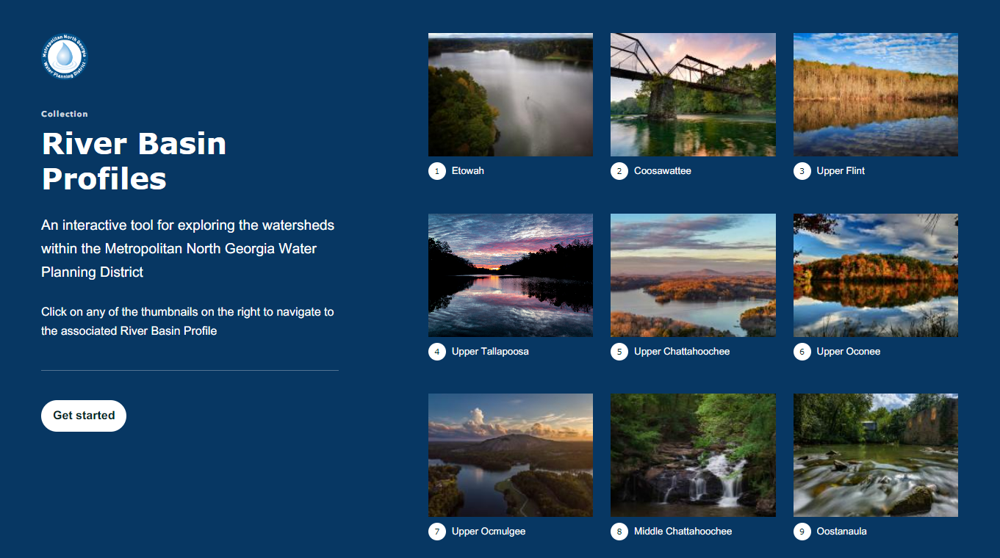 Metropolitan North Georgia
Water Planning District
Collection
River Basin
Profiles
An interactive tool for exploring the watersheds
within the Metropolitan North Georgia Water
Planning District
Click on any of the thumbnails on the right to navigate to
the associated River Basin Profile
Get started
1 Etowah
2 Coosawattee
3 Upper Flint
4 Upper Tallapoosa
5 Upper Chattahoochee
6 Upper Oconee
7 Upper Ocmulgee
8 Middle Chattahoochee
9 Oostanaula